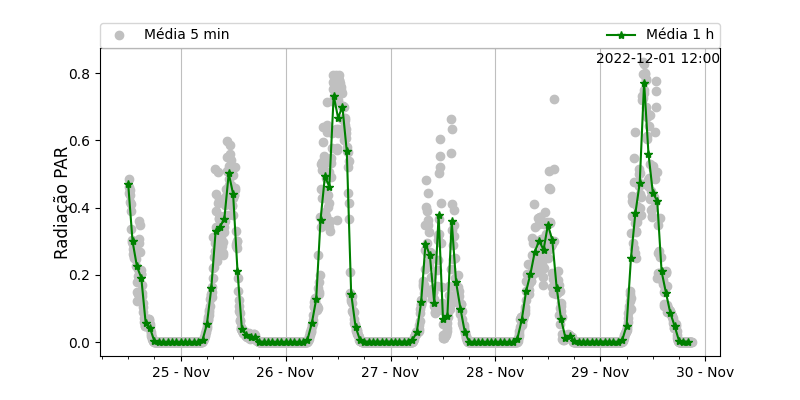 Média 5 min
Média 1 h
2022-12-01 12:00
Radiação PAR
0.8
0.6
0.4
0.2
0.0
25 - Nov
26 - Nov
27 - Nov
28 - Nov
29 - Nov
30 - Nov